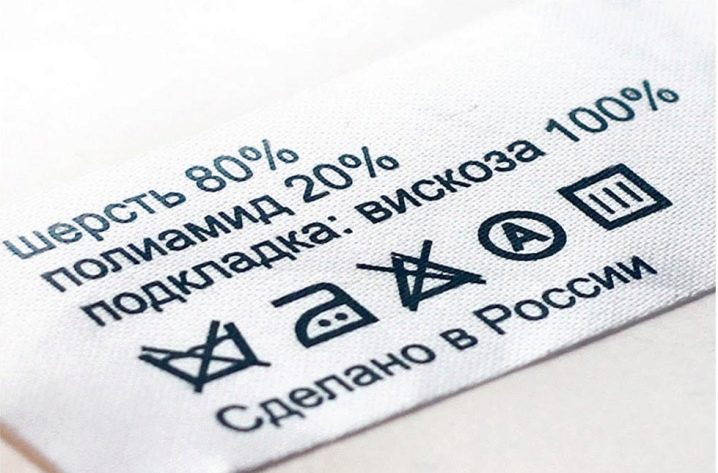 шерсть 80%
полиамид 20%
подкладка: вискоза 100%
A
Сделано в России